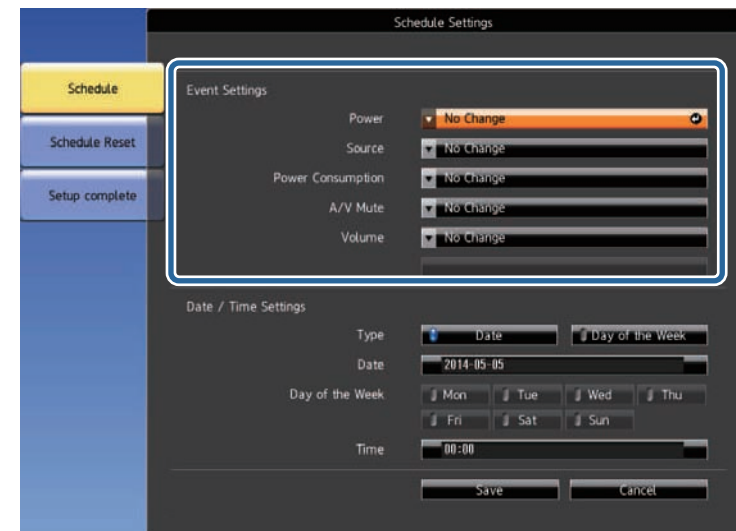 Schedule Settings
Schedule
Schedule Reset
Setup complete
Event Settings
Power No Change
Source No Change
Power Consumption No Change
A/V Mute No Change
Volume No Change
Date / Time Settings
Type Date Day of the Week
Date 2014-05-05
Day of the Week Mon Tue Wed Thu
Fri Sat Sun
Time 00:00
Save Cancel